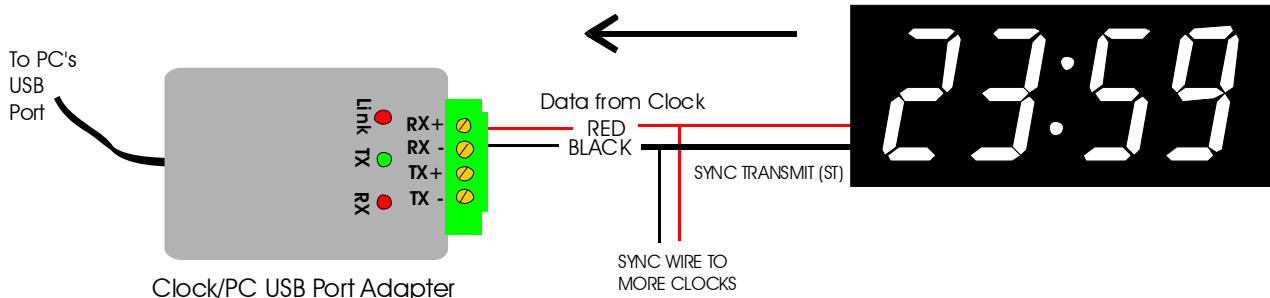 To PC's
USB
Port
Link
TX
RX
RX+
RX -
TX+
TX -
Clock/PC USB Port Adapter
Data from Clock
RED
BLACK
SYNC TRANSMIT (ST)
SYNC WIRE TO
MORE CLOCKS
23:59